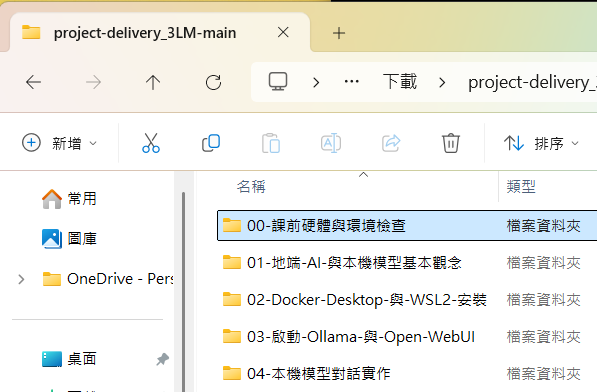 project-delivery_3LM-main
下載 project-delivery_3
新增 排序
名稱 類型
常用
圖庫
OneDrive - Pers
桌面
00-課前硬體與環境檢查 檔案資料夾
01-地端-AI-與本機模型基本觀念 檔案資料夾
02-Docker-Desktop-與-WSL2-安裝 檔案資料夾
03-啟動-Ollama-與-Open-WebUI 檔案資料夾
04-本機模型對話實作 檔案資料夾